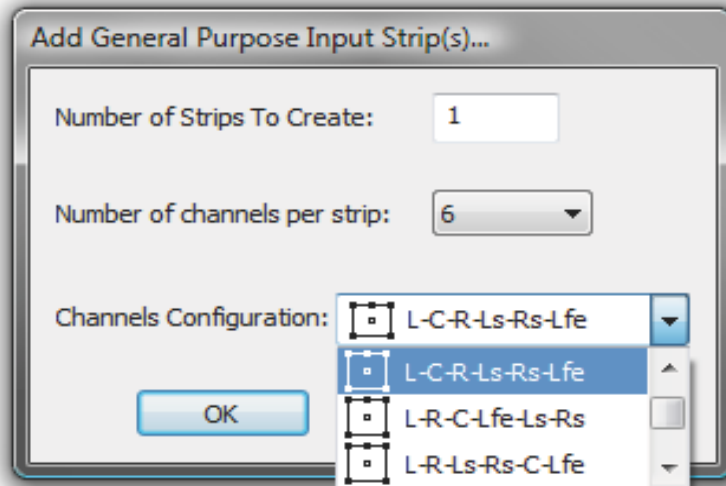 Add General Purpose Input Strip(s)...
Number of Strips To Create: 1
Number of channels per strip: 6
Channels Configuration: L-C-R-Ls-Rs-Lfe
L-C-R-Ls-Rs-Lfe
OK
L-R-C-Lfe-Ls-Rs
L-R-Ls-Rs-C-Lfe